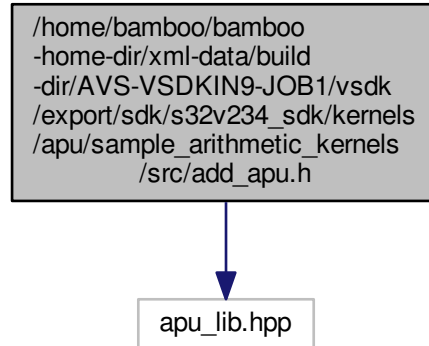 /home/bamboo/bamboo
-home-dir/xml-data/build
-dir/AVS-VSDKIN9-JOB1/vsdk
/export/sdk/s32v234_sdk/kernels
/apu/sample_arithmetic_kernels
/src/add_apu.h
apu_lib.hpp